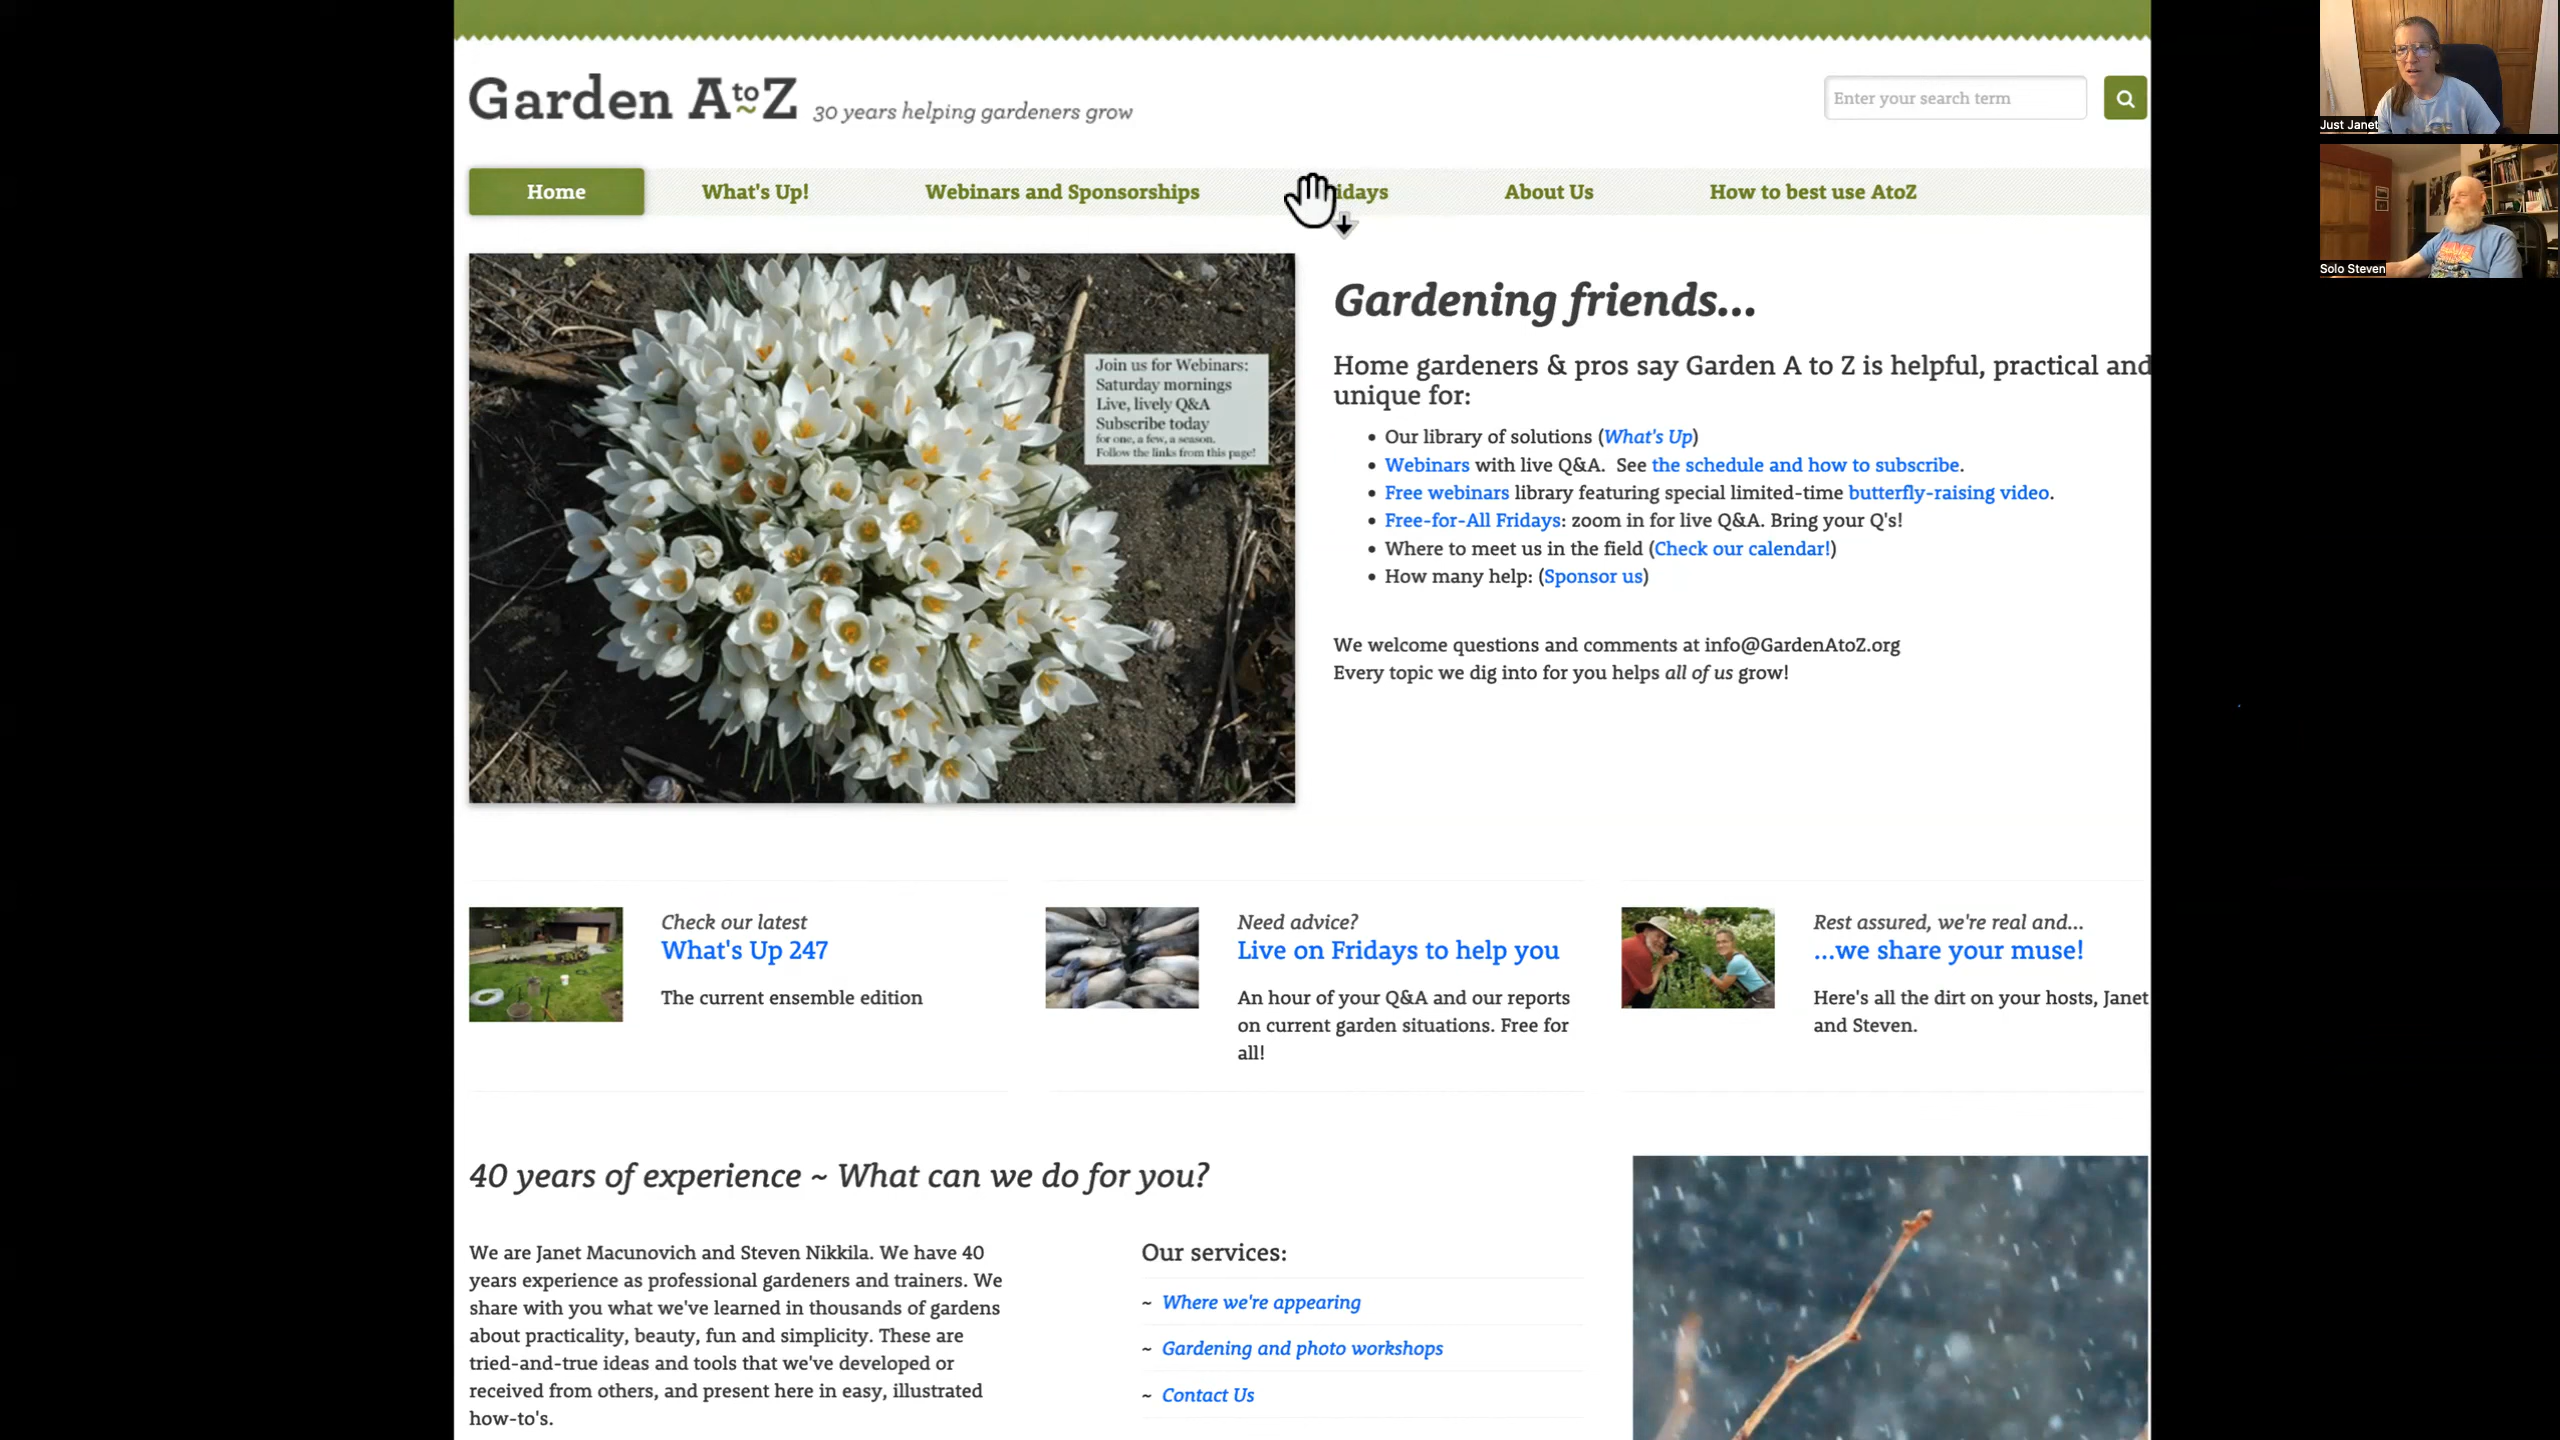 Garden A to Z 30 years helping gardeners grow
Enter your search term
Home What's Up! Webinars and Sponsorships idays About Us How to best use AtoZ
Just Janet
Solo Steven
Join us for Webinars:
Saturday mornings
Live, lively Q&A
Subscribe today
for one, a few, a season.
Follow the links from this page!
Gardening friends...
Home gardeners & pros say Garden A to Z is helpful, practical and
unique for:
• Our library of solutions (What's Up)
• Webinars with live Q&A. See the schedule and how to subscribe.
• Free webinars library featuring special limited-time butterfly-raising video.
• Free-for-All Fridays: zoom in for live Q&A. Bring your Q's!
• Where to meet us in the field (Check our calendar!)
• How many help: (Sponsor us)
We welcome questions and comments at info@GardenAtoZ.org
Every topic we dig into for you helps all of us grow!
Check our latest
What's Up 247
The current ensemble edition
Need advice?
Live on Fridays to help you
An hour of your Q&A and our reports
on current garden situations. Free for
all!
Rest assured, we're real and...
...we share your muse!
Here's all the dirt on your hosts, Janet
and Steven.
40 years of experience ~ What can we do for you?
We are Janet Macunovich and Steven Nikkila. We have 40
years experience as professional gardeners and trainers. We
share with you what we've learned in thousands of gardens
about practicality, beauty, fun and simplicity. These are
tried-and-true ideas and tools that we've developed or
received from others, and present here in easy, illustrated
how-to's.
Our services:
~ Where we're appearing
~ Gardening and photo workshops
~ Contact Us